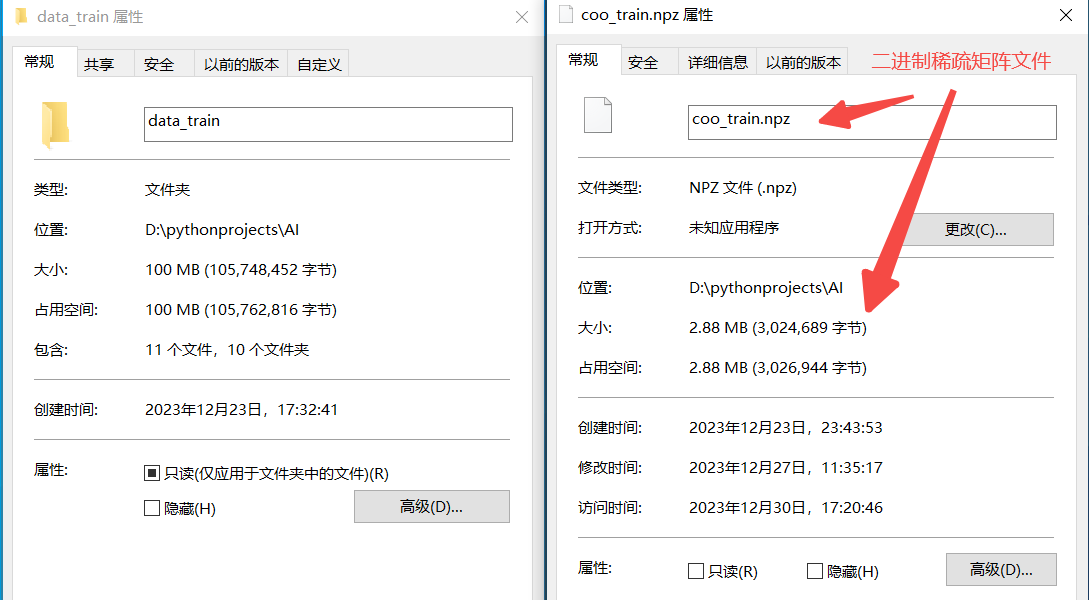 data_train 属性
常规
共享
安全
以前的版本
自定义
data_train
类型:
文件夹
位置:
D:\pythonprojects\AI
大小:
100 MB (105,748,452 字节)
占用空间:
100 MB (105,762,816 字节)
包含:
11 个文件，10 个文件夹
创建时间:
2023年12月23日，17:32:41
属性:
只读(仅应用于文件夹中的文件)(R)
隐藏(H)
高级(D)...
coo_train.npz 属性
常规
安全
详细信息
以前的版本
二进制稀疏矩阵文件
coo_train.npz
文件类型:
NPZ 文件 (.npz)
打开方式:
未知应用程序
更改(C)...
位置:
D:\pythonprojects\AI
大小:
2.88 MB (3,024,689 字节)
占用空间:
2.88 MB (3,026,944 字节)
创建时间:
2023年12月23日，23:43:53
修改时间:
2023年12月27日，11:35:17
访问时间:
2023年12月30日，17:20:46
属性:
只读(R)
隐藏(H)
高级(D)...